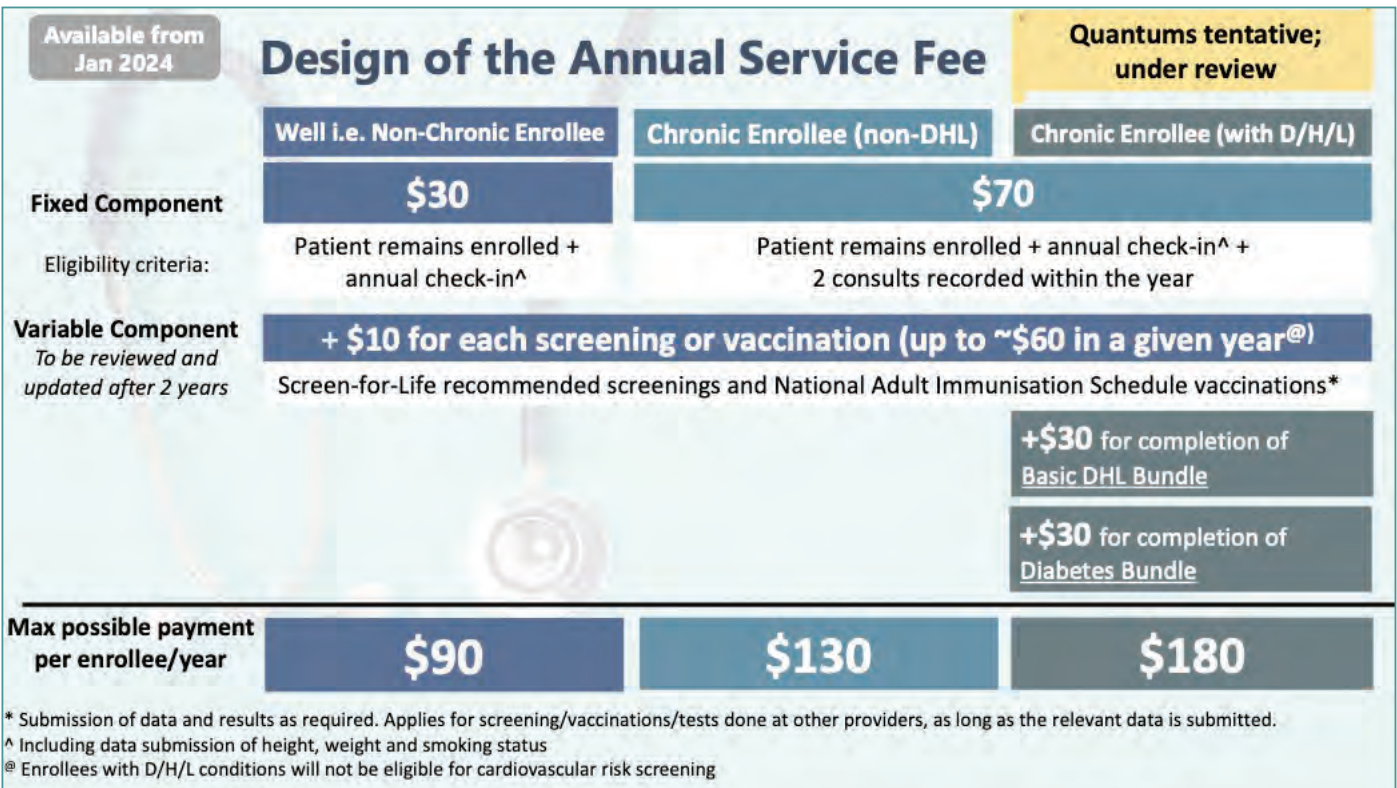 Available from
Jan 2024
Design of the Annual Service Fee
Quantums tentative;
under review
Well i.e. Non-Chronic Enrollee
Chronic Enrollee (non-DHL)
Chronic Enrollee (with D/H/L)
Fixed Component
$30
$70
Eligibility criteria:
Patient remains enrolled +
annual check-in^
Patient remains enrolled + annual check-in^ +
2 consults recorded within the year
Variable Component
To be reviewed and
updated after 2 years
+ $10 for each screening or vaccination (up to ~$60 in a given year@)
Screen-for-Life recommended screenings and National Adult Immunisation Schedule vaccinations*
+$30 for completion of
Basic DHL Bundle
+$30 for completion of
Diabetes Bundle
Max possible payment
per enrollee/year
$90
$130
$180
* Submission of data and results as required. Applies for screening/vaccinations/tests done at other providers, as long as the relevant data is submitted.
^ Including data submission of height, weight and smoking status
@ Enrollees with D/H/L conditions will not be eligible for cardiovascular risk screening